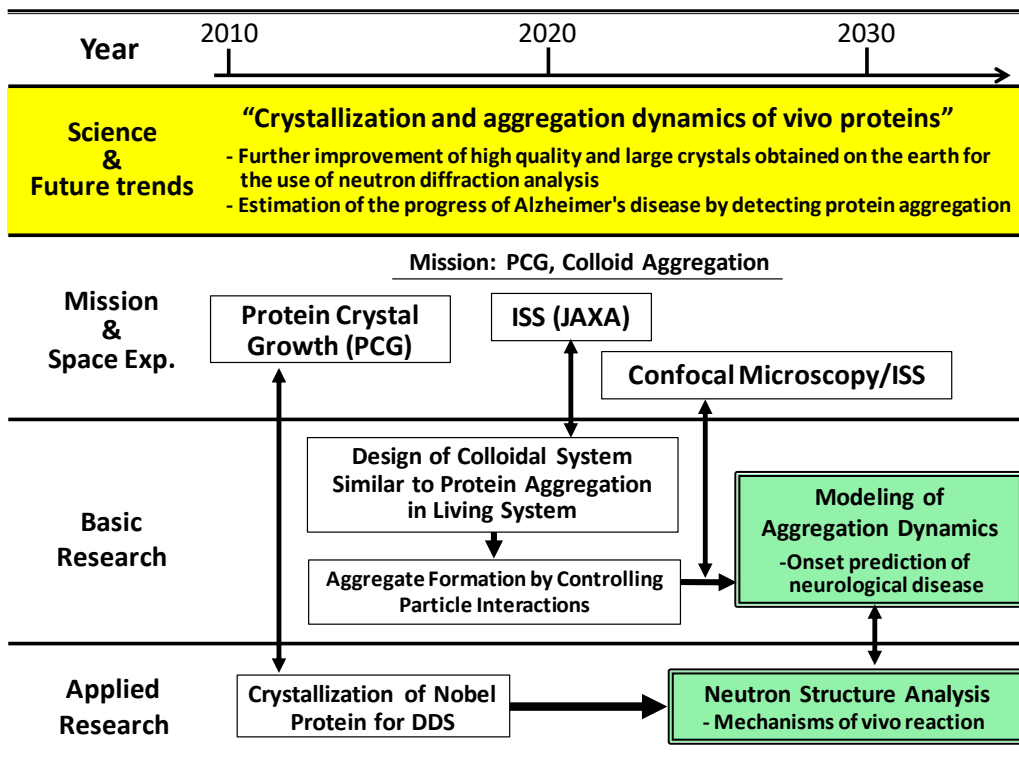 Year
2010
2020
2030
Science
&
Future trends
“Crystallization and aggregation dynamics of vivo proteins”
- Further improvement of high quality and large crystals obtained on the earth for
the use of neutron diffraction analysis
- Estimation of the progress of Alzheimer's disease by detecting protein aggregation
Mission: PCG, Colloid Aggregation
Mission
&
Space Exp.
Protein Crystal
Growth (PCG)
ISS (JAXA)
Confocal Microscopy/ISS
Basic
Research
Design of Colloidal System
Similar to Protein Aggregation
in Living System
Aggregate Formation by Controlling
Particle Interactions
Modeling of
Aggregation Dynamics
-Onset prediction of
neurological disease
Applied
Research
Crystallization of Nobel
Protein for DDS
Neutron Structure Analysis
- Mechanisms of vivo reaction